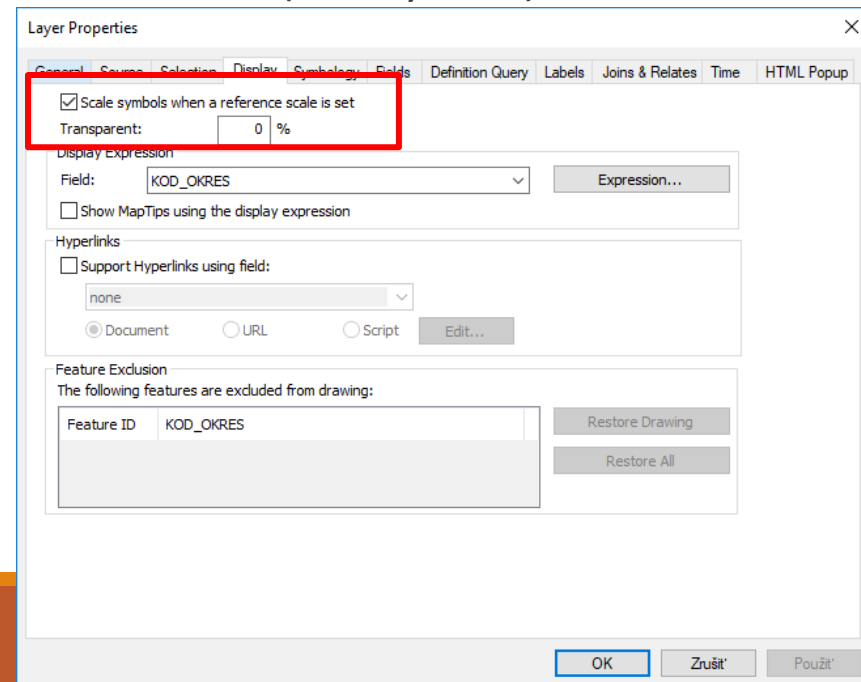 Layer Properties
General Source Selection Display Symbology Fields Definition Query Labels Joins & Relates Time HTML Popup
Scale symbols when a reference scale is set
Transparent: 0 %
Display Expression
Field: KOD_OKRES Expression...
Show MapTips using the display expression
Hyperlinks
Support Hyperlinks using field:
none
Document URL Script Edit...
Feature Exclusion
The following features are excluded from drawing:
Feature ID KOD_OKRES
Restore Drawing
Restore All
OK Zrušiť Použiť